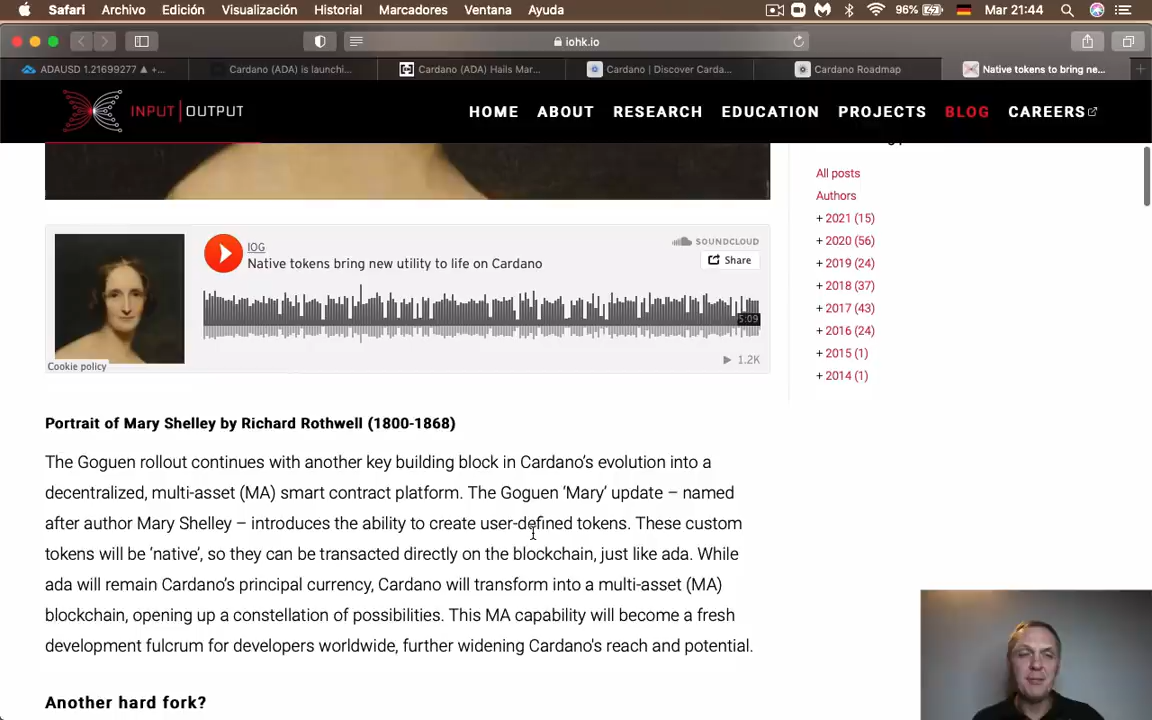 Safari Archivo Edición Visualización Historial Marcadores Ventana Ayuda 96% Mar 21:44
iohk.io
ADAUSD 1.21699277 ▲ +... Cardano (ADA) is launchi... Cardano (ADA) Hails Mar... Cardano | Discover Carda... Cardano Roadmap Native tokens to bring ne...
INPUT | OUTPUT HOME ABOUT RESEARCH EDUCATION PROJECTS BLOG CAREERS
All posts
Authors
+ 2021 (15)
+ 2020 (56)
+ 2019 (24)
+ 2018 (37)
+ 2017 (43)
+ 2016 (24)
+ 2015 (1)
+ 2014 (1)
IOG
Native tokens bring new utility to life on Cardano
SOUNDCLOUD
Share
5:09
1.2K
Cookie policy
Portrait of Mary Shelley by Richard Rothwell (1800-1868)
The Goguen rollout continues with another key building block in Cardano’s evolution into a
decentralized, multi-asset (MA) smart contract platform. The Goguen ‘Mary’ update – named
after author Mary Shelley – introduces the ability to create user-defined tokens. These custom
tokens will be ‘native’, so they can be transacted directly on the blockchain, just like ada. While
ada will remain Cardano’s principal currency, Cardano will transform into a multi-asset (MA)
blockchain, opening up a constellation of possibilities. This MA capability will become a fresh
development fulcrum for developers worldwide, further widening Cardano's reach and potential.
Another hard fork?